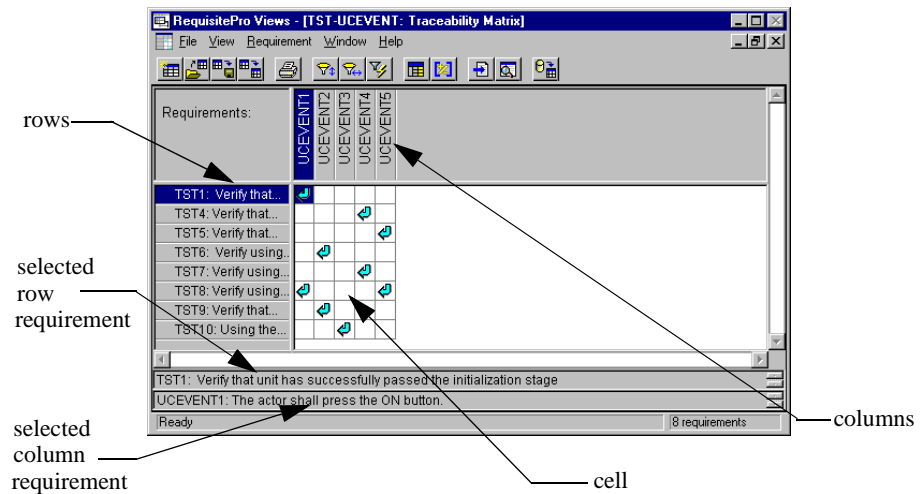 RequisitePro Views - [TST-UCEVENT: Traceability Matrix]
File View Requirement Window Help
Requirements:
UCEVENT1
UCEVENT2
UCEVENT3
UCEVENT4
UCEVENT5
rows
TST1: Verify that...
TST4: Verify that...
TST5: Verify that...
TST6: Verify using..
TST7: Verify using...
TST8: Verify using...
TST9: Verify that...
TST10: Using the...
selected
row
requirement
TST1: Verify that unit has successfully passed the initialization stage
UCEVENT1: The actor shall press the ON button.
Ready
8 requirements
columns
selected
column
requirement
cell